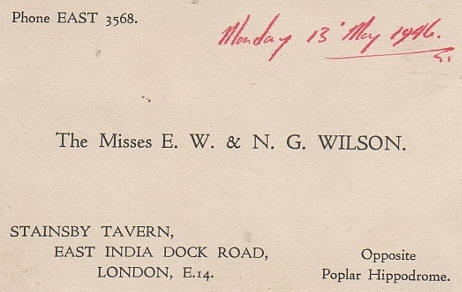 Phone EAST 3568.
Monday 13 May 1946.
The Misses E. W. & N. G. WILSON.
STAINSBY TAVERN,
EAST INDIA DOCK ROAD,
LONDON, E.14.
Opposite
Poplar Hippodrome.